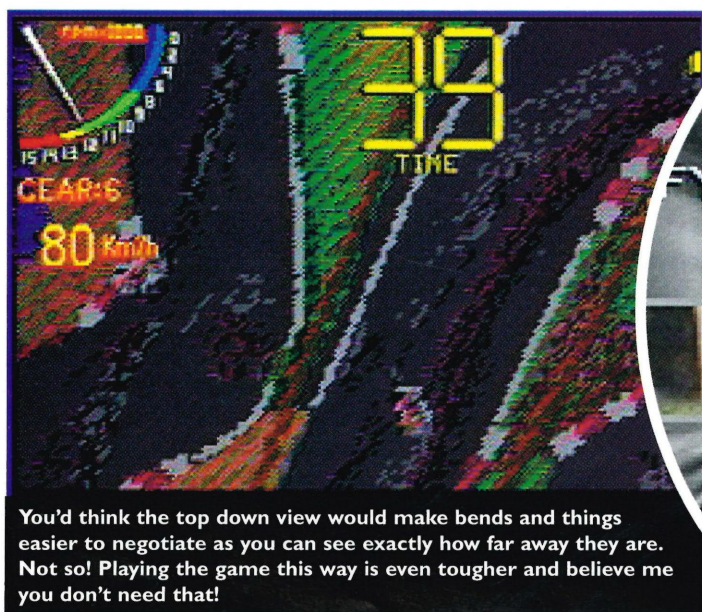 rpm×1000
2
4
6
8
9
10
11
12
13
14
15
GEAR:6
80 Km/h
39
TIME
You'd think the top down view would make bends and things
easier to negotiate as you can see exactly how far away they are.
Not so! Playing the game this way is even tougher and believe me
you don't need that!